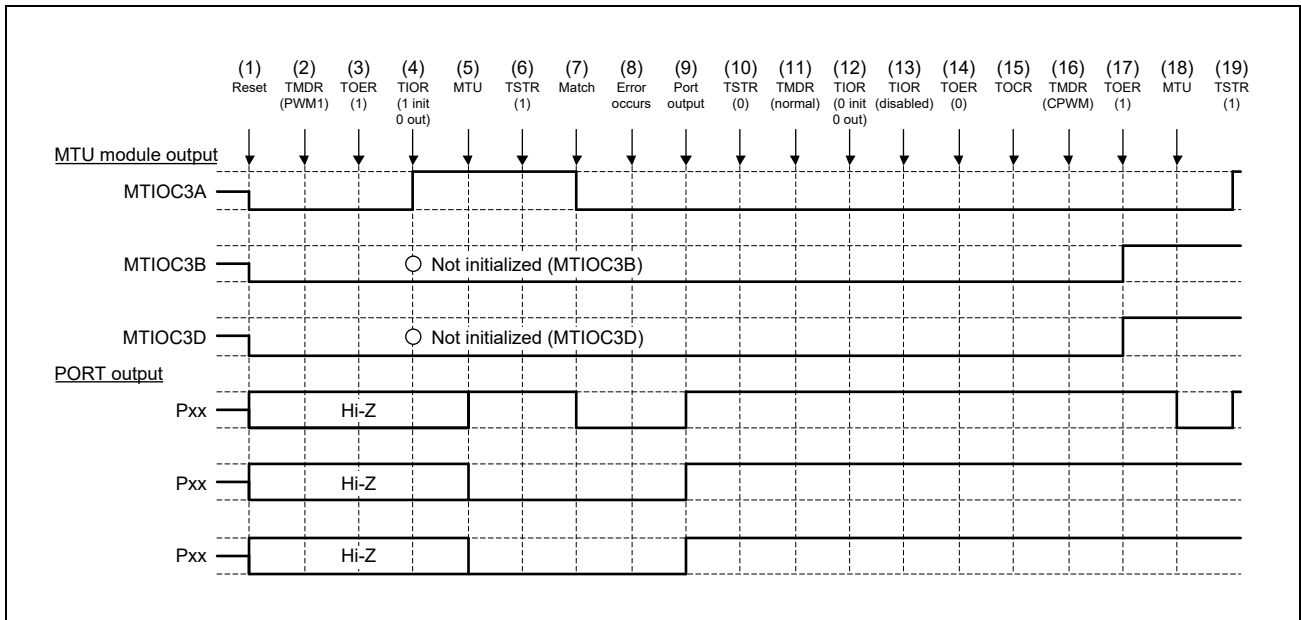 (1) (2) (3) (4) (5) (6) (7) (8) (9) (10) (11) (12) (13) (14) (15) (16) (17) (18) (19)
Reset TMDR TOER TIOR MTU TSTR Match Error Port TSTR TMDR TIOR TIOR TOER TOCR TMDR TOER MTU TSTR
(PWM1) (1) (1 init (1) occurs output (0) (normal) (0 init (disabled) (0) (CPWM) (1) (1)
0 out) 0 out)
MTU module output
MTIOC3A
MTIOC3B Not initialized (MTIOC3B)
MTIOC3D Not initialized (MTIOC3D)
PORT output
Pxx Hi-Z
Pxx Hi-Z
Pxx Hi-Z